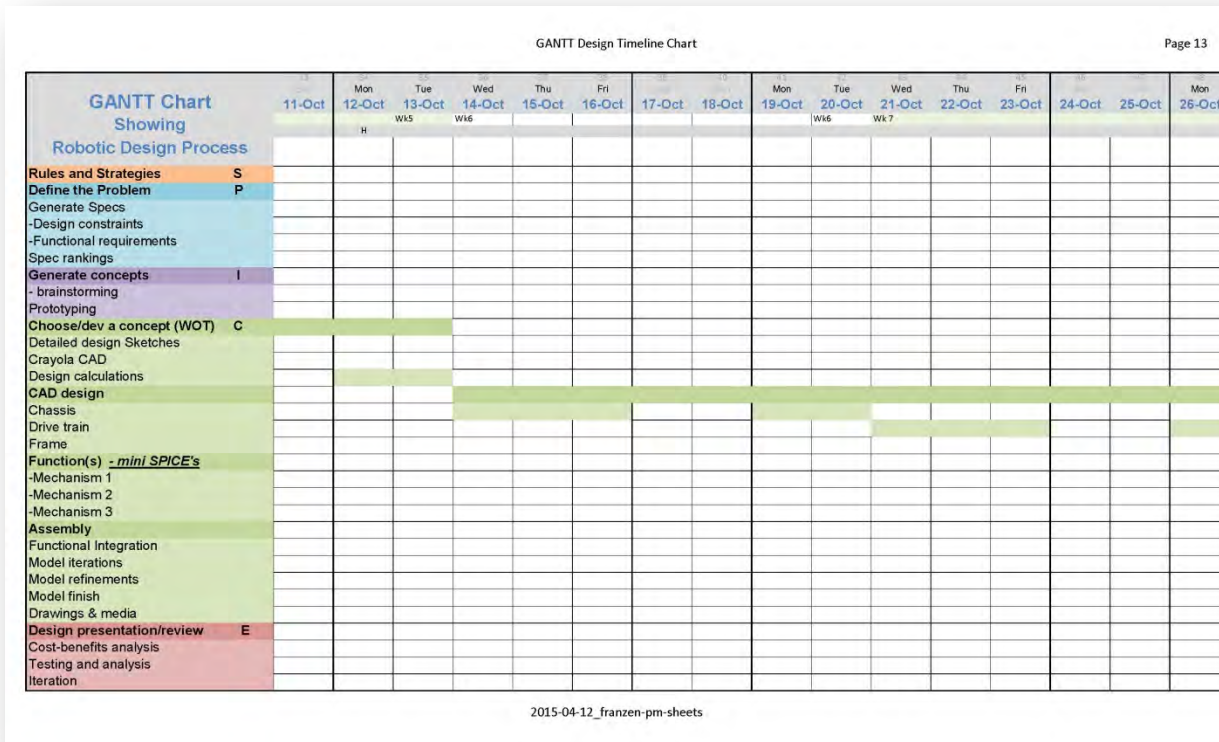 GANTT Design Timeline Chart Page 13
Mon Tue Wed Thu Fri Mon Tue Wed Thu Fri Mon
GANTT Chart 11-Oct 12-Oct 13-Oct 14-Oct 15-Oct 16-Oct 17-Oct 18-Oct 19-Oct 20-Oct 21-Oct 22-Oct 23-Oct 24-Oct 25-Oct 26-Oct
Showing Wk5 Wk6 Wk6 Wk 7
H
Robotic Design Process
Rules and Strategies S
Define the Problem P
Generate Specs
-Design constraints
-Functional requirements
Spec rankings
Generate concepts I
- brainstorming
Prototyping
Choose/dev a concept (WOT) C
Detailed design Sketches
Crayola CAD
Design calculations
CAD design
Chassis
Drive train
Frame
Function(s) - mini SPICE's
-Mechanism 1
-Mechanism 2
-Mechanism 3
Assembly
Functional Integration
Model iterations
Model refinements
Model finish
Drawings & media
Design presentation/review E
Cost-benefits analysis
Testing and analysis
Iteration
2015-04-12_franzen-pm-sheets